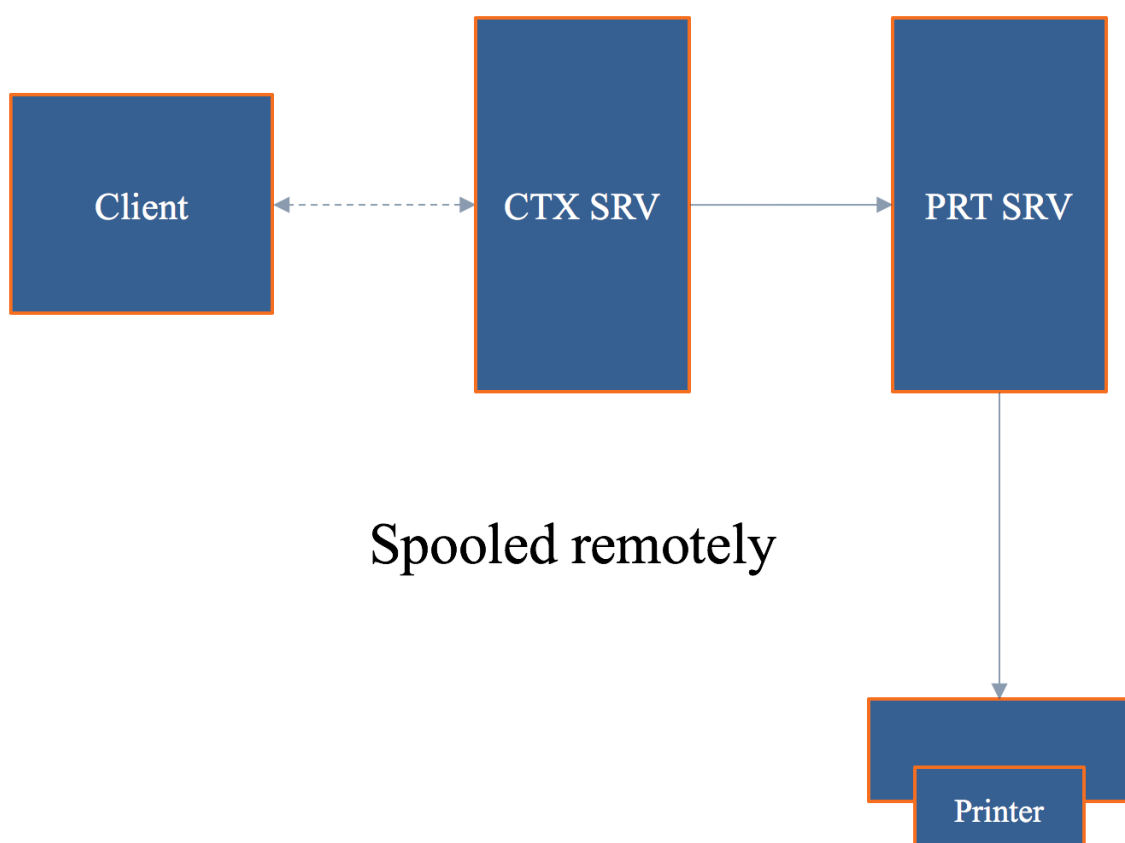 Client
CTX SRV
PRT SRV
Spooled remotely
Printer